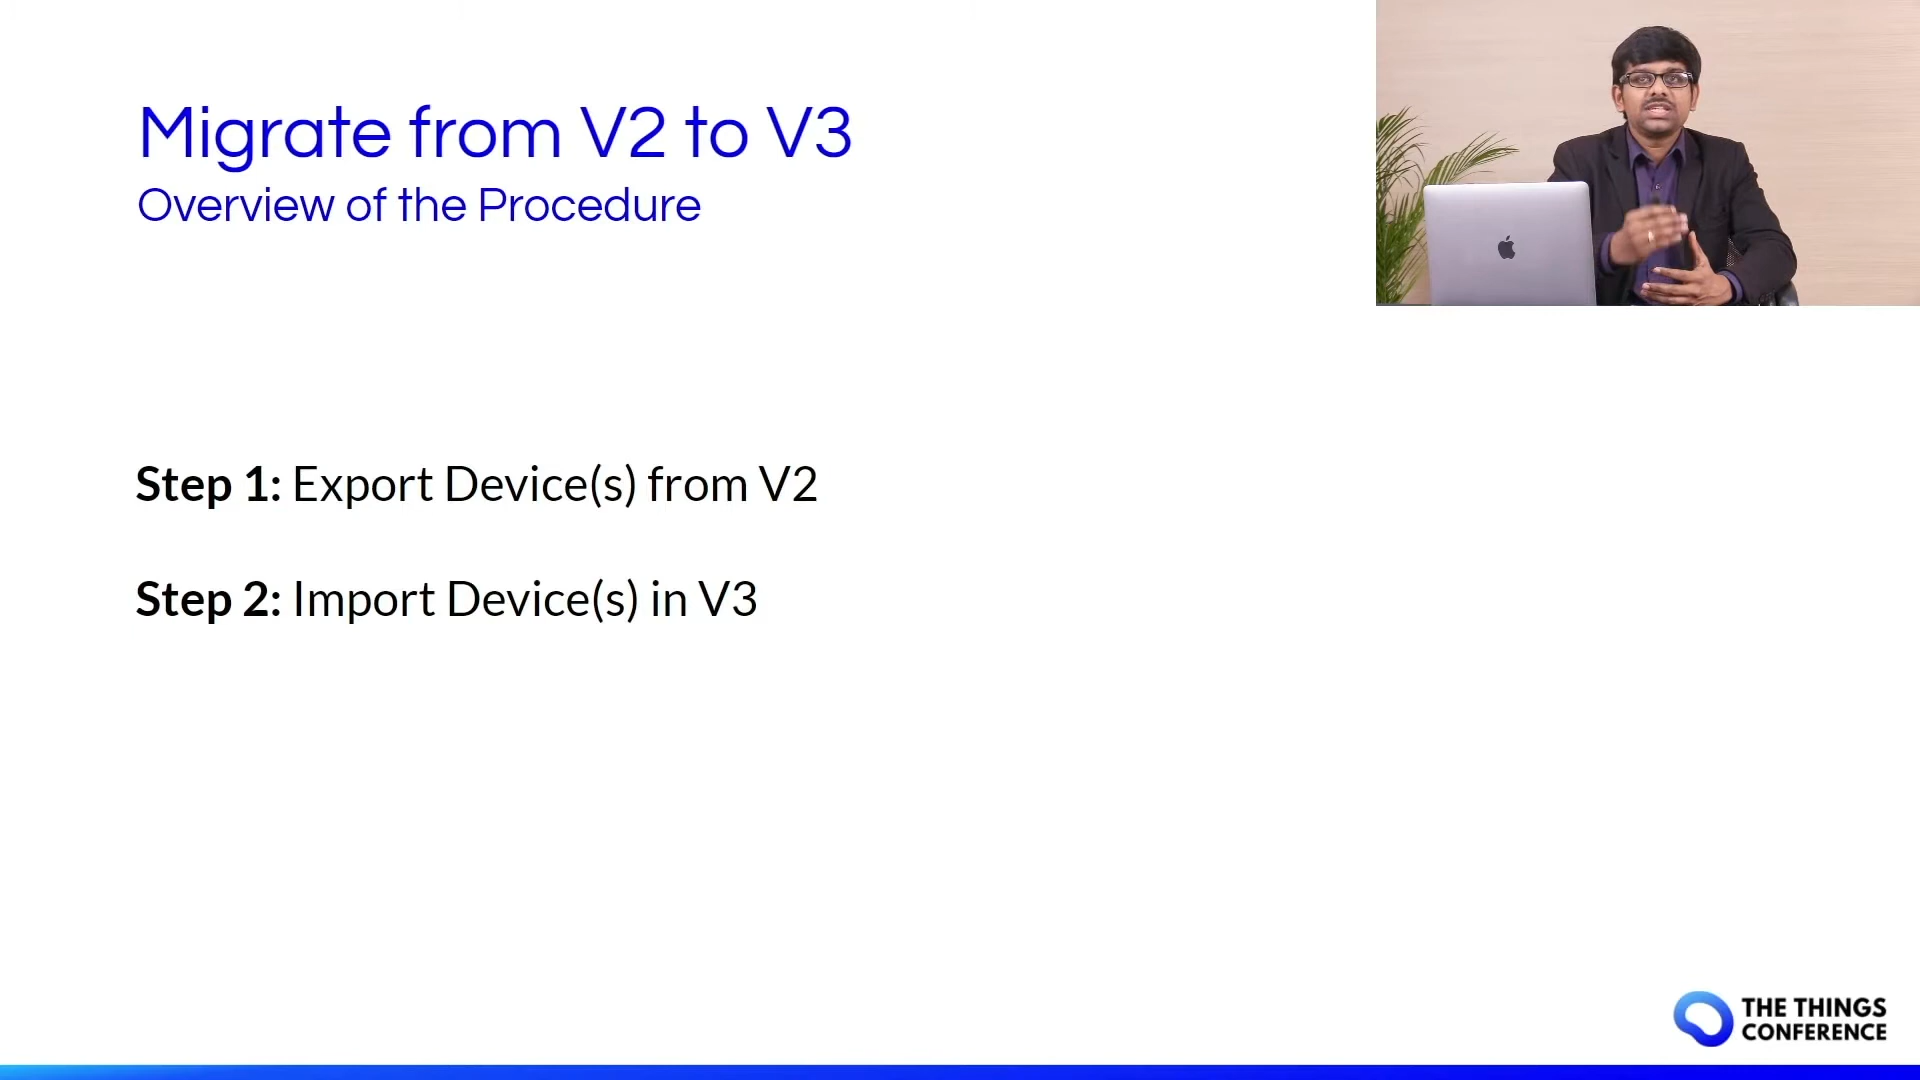 Migrate from V2 to V3
Overview of the Procedure
Step 1: Export Device(s) from V2
Step 2: Import Device(s) in V3
THE THINGS
CONFERENCE